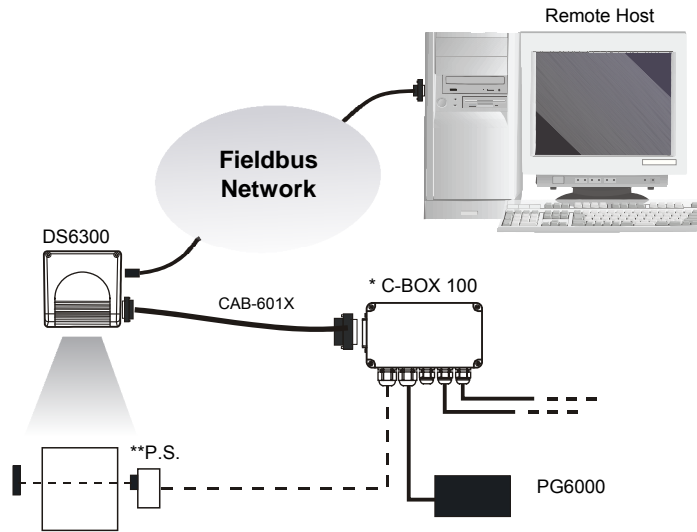 Remote Host
Fieldbus
Network
DS6300
CAB-601X
* C-BOX 100
**P.S.
PG6000